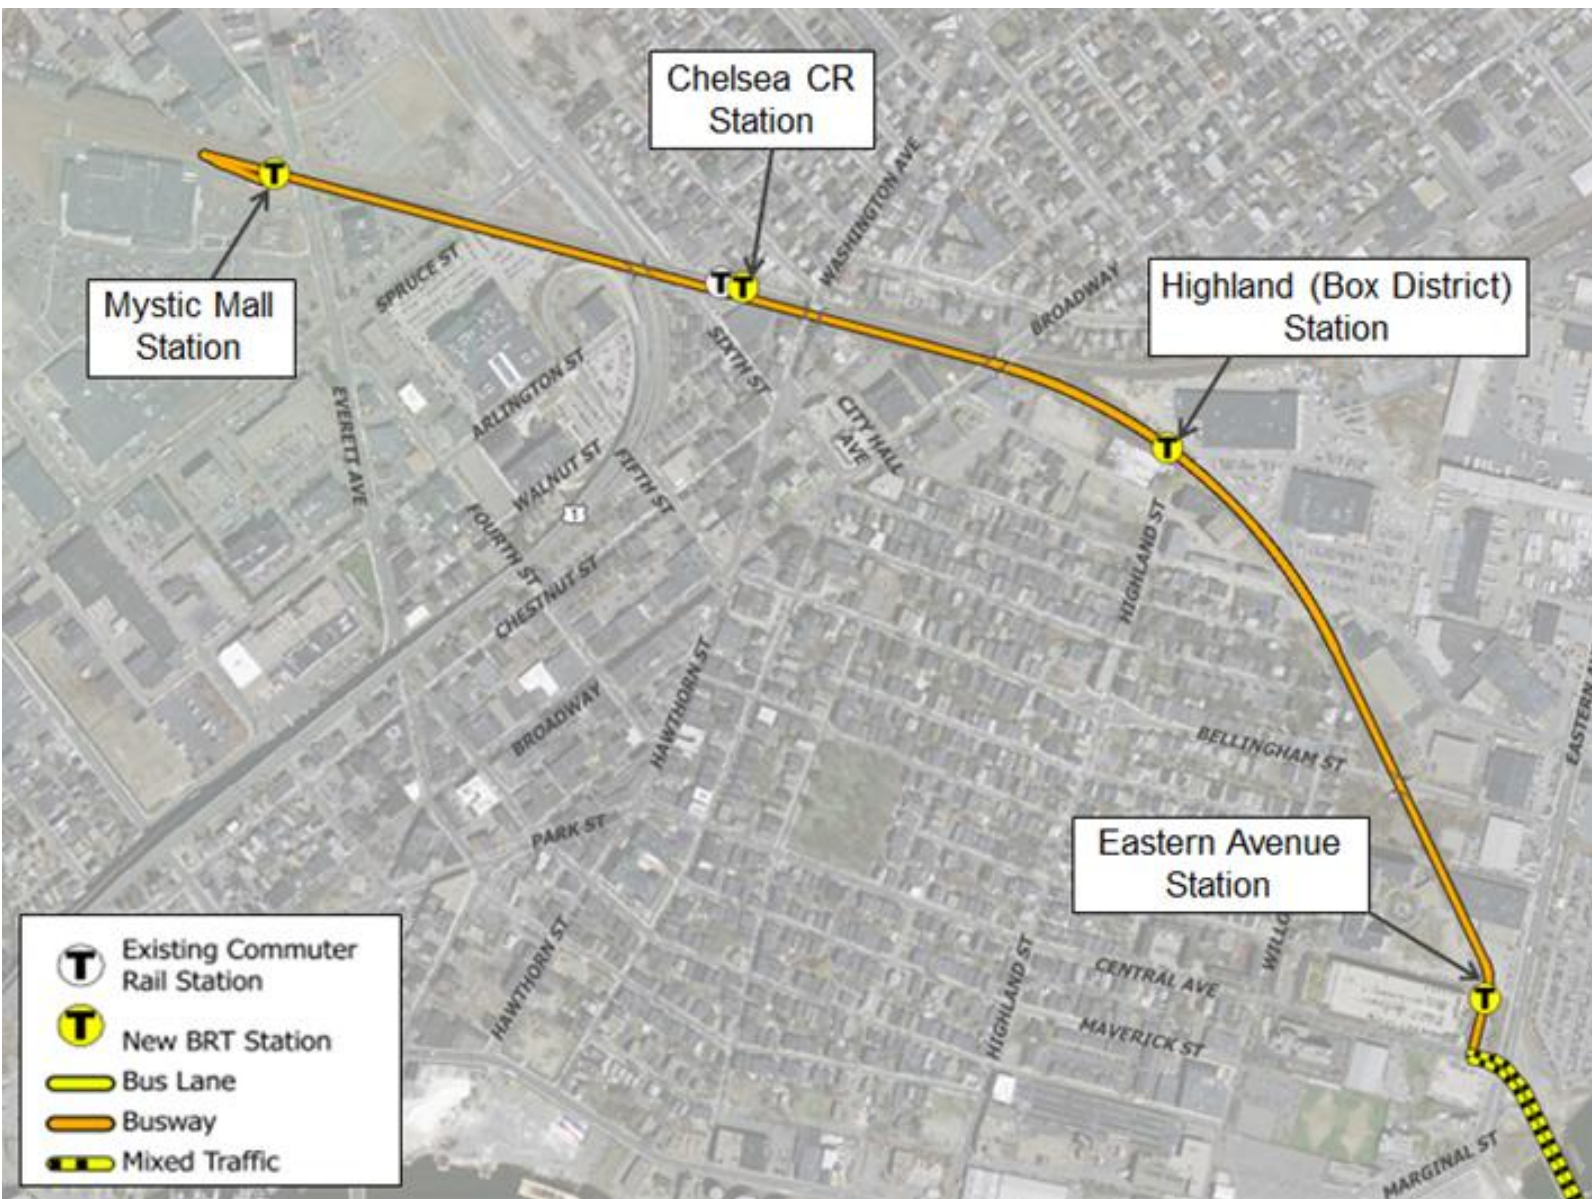 Chelsea CR
Station
WASHINGTON AVE
Mystic Mall
Station
SPRUCE ST
T
T
T
BROADWAY
Highland (Box District)
Station
SIXTH ST
ARLINGTON ST
EVERETT AVE
CITY HALL
AVE
T
WALNUT ST
FIFTH ST
1
FOURTH ST
CHESTNUT ST
HIGHLAND ST
HAWTHORN ST
BROADWAY
BELLINGHAM ST
EASTERN
PARK ST
Eastern Avenue
Station
HAWTHORN ST
HIGHLAND ST
CENTRAL AVE
WILLO
T
MAVERICK ST
MARGINAL ST
T
Existing Commuter
Rail Station
T
New BRT Station
Bus Lane
Busway
Mixed Traffic